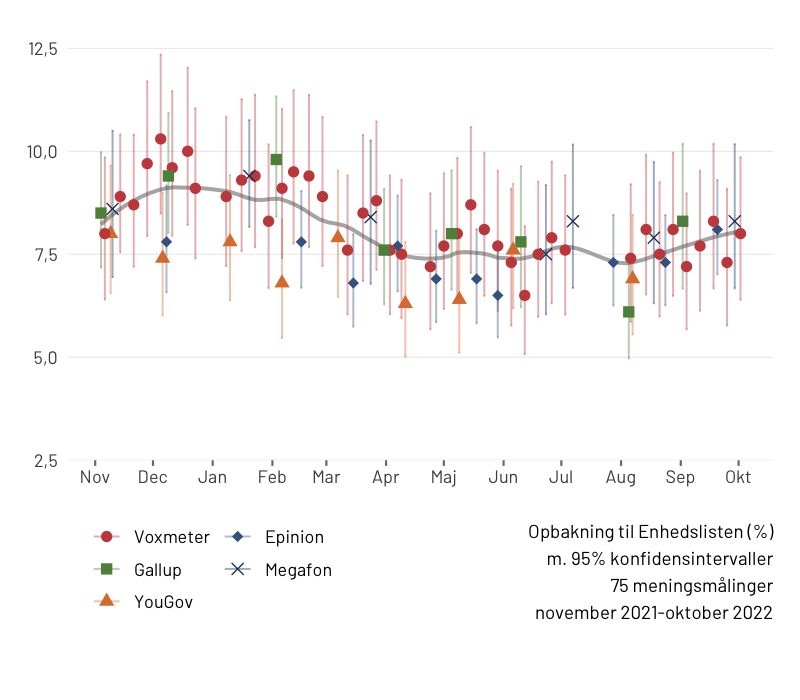 12,5
10,0
7,5
5,0
2,5
Nov Dec Jan Feb Mar Apr Maj Jun Jul Aug Sep Okt
Voxmeter Epinion
Gallup Megafon
YouGov
Opbakning til Enhedslisten (%)
m. 95% konfidensintervaller
75 meningsmålinger
november 2021-oktober 2022